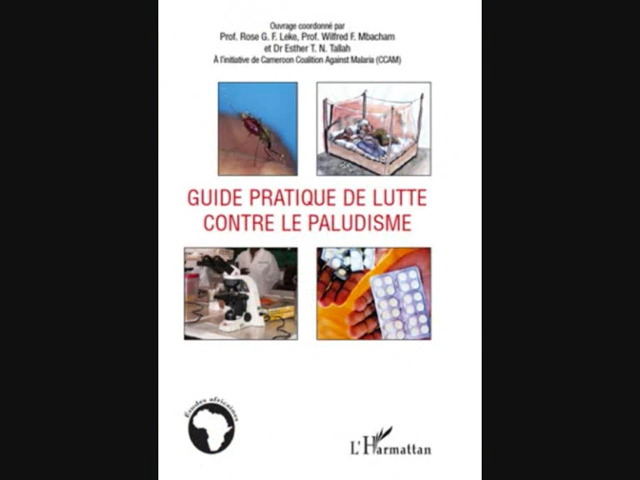 Ouvrage coordonné par
Prof. Rose G. F. Leke, Prof. Wilfred F. Mbacham
et Dr Esther T. N. Tallah
À l'initiative de Cameroon Coalition Against Malaria (CCAM)
GUIDE PRATIQUE DE LUTTE
CONTRE LE PALUDISME
Études africaines
L'Harmattan